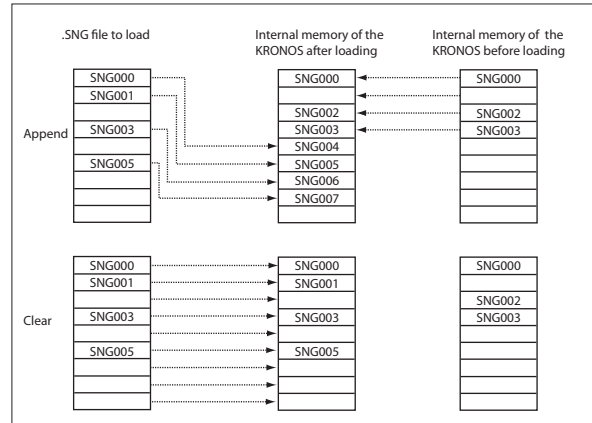 .SNG file to load
Internal memory of the
KRONOS after loading
Internal memory of the
KRONOS before loading
Append
SNG000
SNG001
SNG003
SNG005
SNG000
SNG002
SNG003
SNG004
SNG005
SNG006
SNG007
SNG000
SNG002
SNG003
Clear
SNG000
SNG001
SNG003
SNG005
SNG000
SNG001
SNG003
SNG005
SNG000
SNG002
SNG003